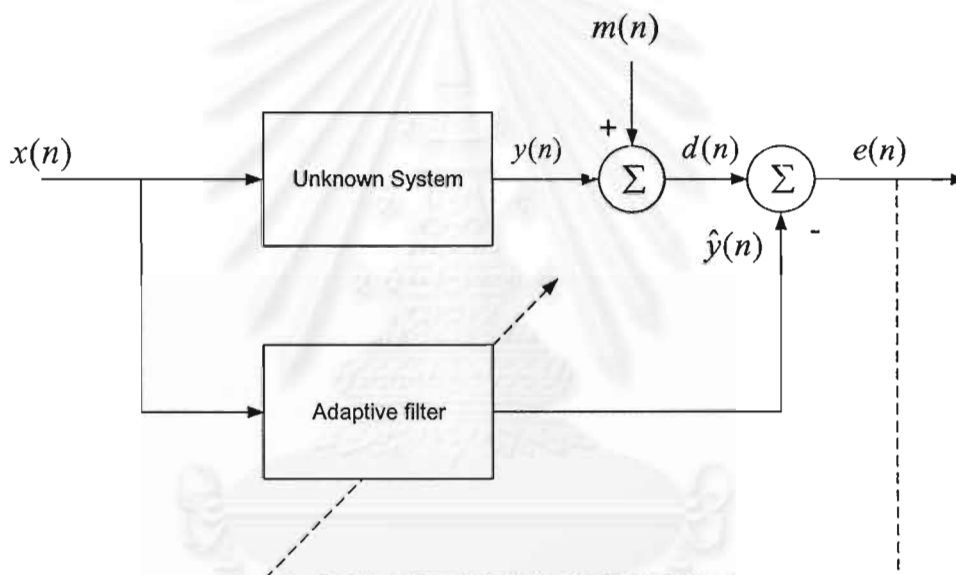 m(n)
x(n)
Unknown System
y(n)
+
Σ
d(n)
Σ
e(n)
ŷ(n)
-
Adaptive filter